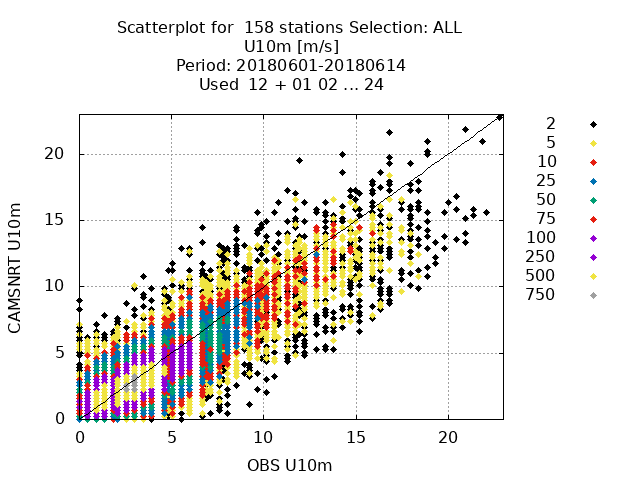 Scatterplot for  158 stations Selection: ALL
U10m [m/s]
Period: 20180601-20180614
Used  12 + 01 02 ... 24
CAMSNRT U10m
20
15
10
5
0
0 5 10 15 20
OBS U10m
2
5
10
25
50
75
100
250
500
750